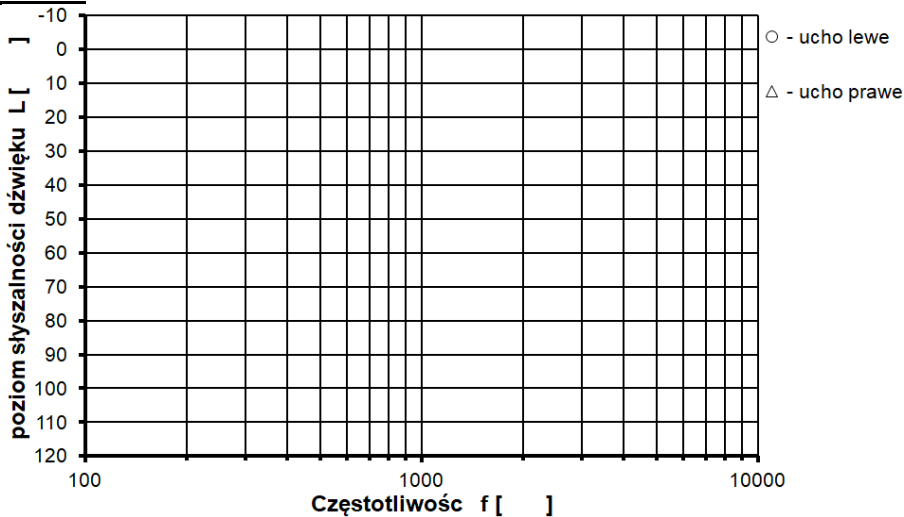 -10
0
10
20
30
40
50
60
70
80
90
100
110
120
poziom słyszalności dźwięku L [ ]
100 1000 10000
Częstotliwośc f [ ]
- ucho lewe
- ucho prawe